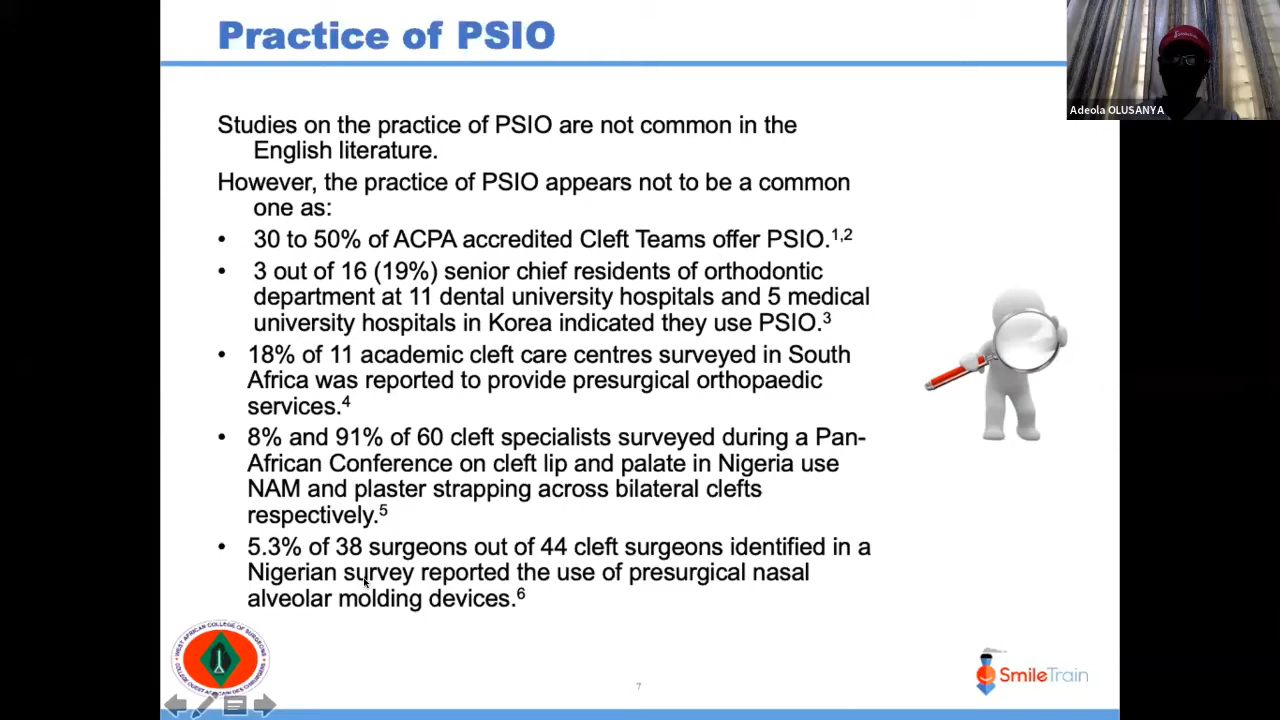 Practice of PSIO
Adeola OLUSANYA
Studies on the practice of PSIO are not common in the
English literature.
However, the practice of PSIO appears not to be a common
one as:
• 30 to 50% of ACPA accredited Cleft Teams offer PSIO.1,2
• 3 out of 16 (19%) senior chief residents of orthodontic
department at 11 dental university hospitals and 5 medical
university hospitals in Korea indicated they use PSIO.3
• 18% of 11 academic cleft care centres surveyed in South
Africa was reported to provide presurgical orthopaedic
services.4
• 8% and 91% of 60 cleft specialists surveyed during a Pan-
African Conference on cleft lip and palate in Nigeria use
NAM and plaster strapping across bilateral clefts
respectively.5
• 5.3% of 38 surgeons out of 44 cleft surgeons identified in a
Nigerian survey reported the use of presurgical nasal
alveolar molding devices.6
WEST AFRICAN COLLEGE OF SURGEONS
7
SmileTrain